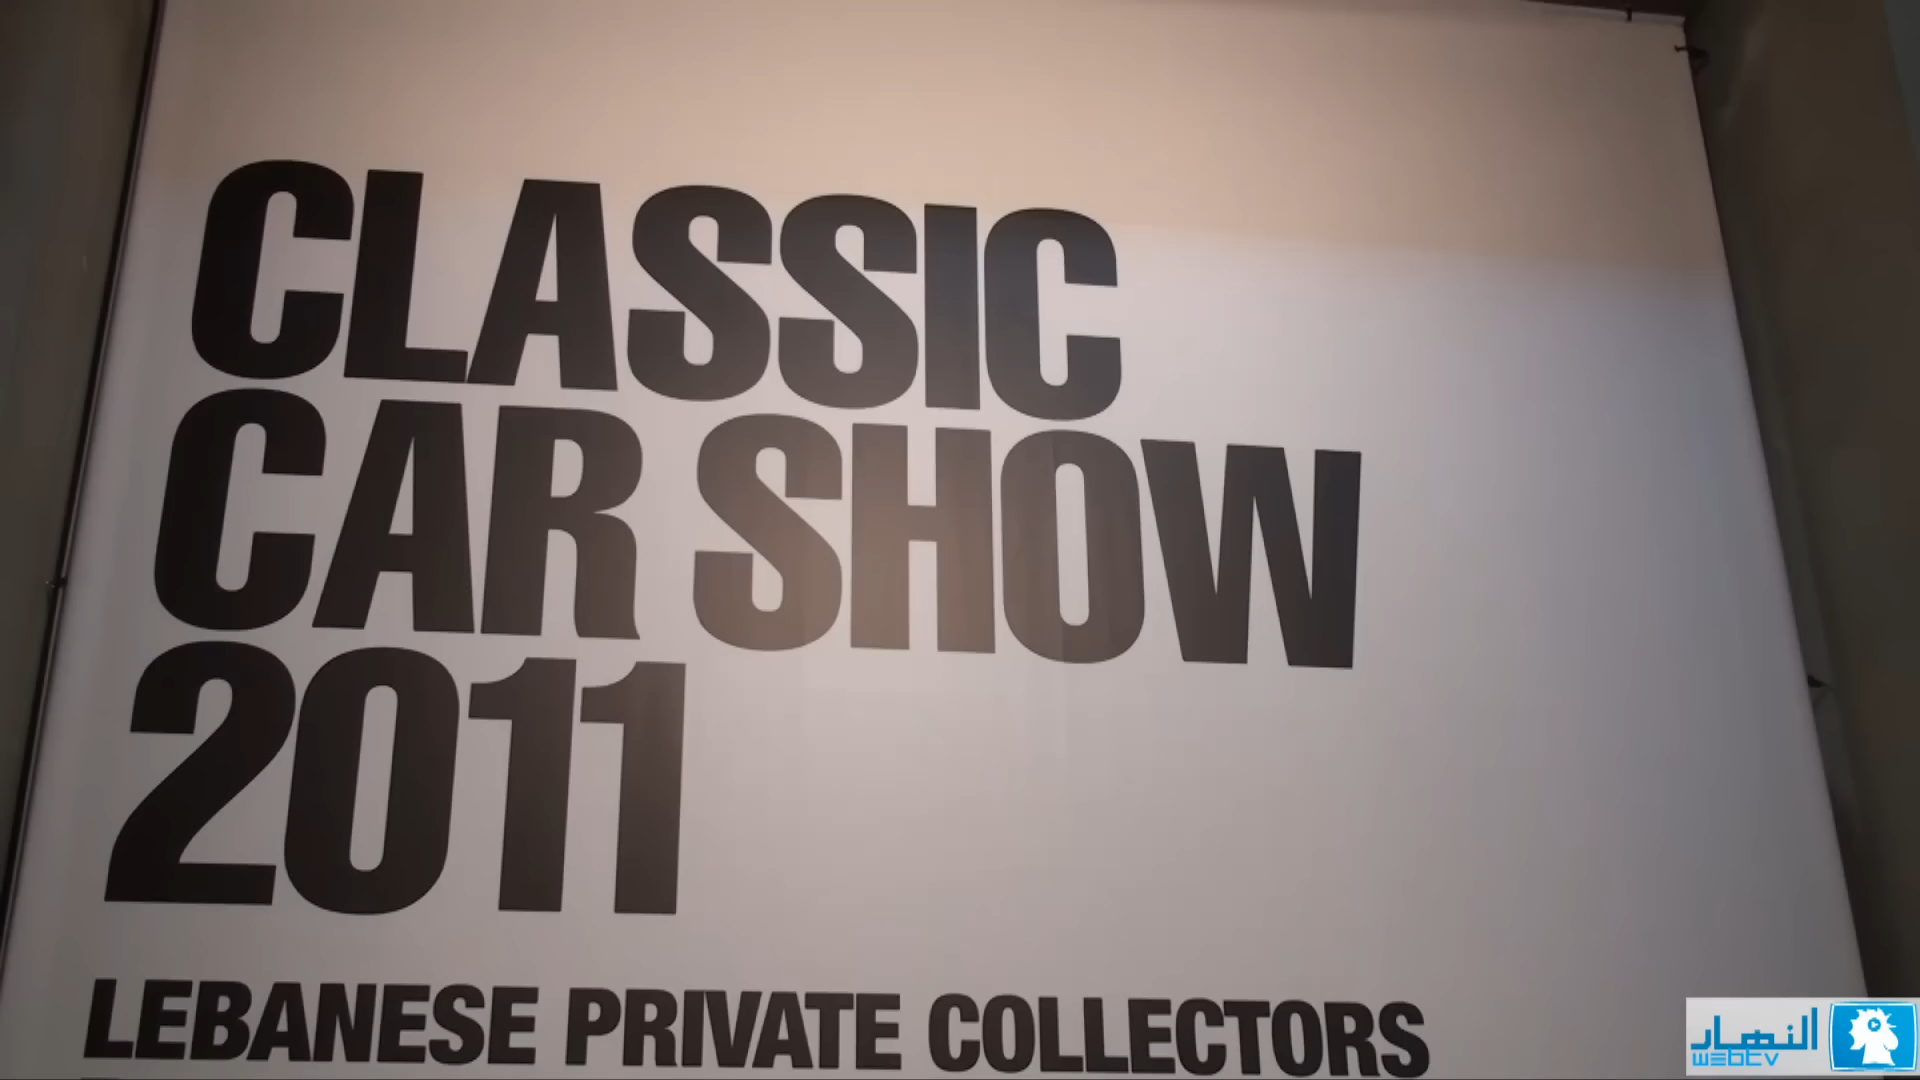 CLASSIC
CAR SHOW
2011
LEBANESE PRIVATE COLLECTORS
النهار
webtv